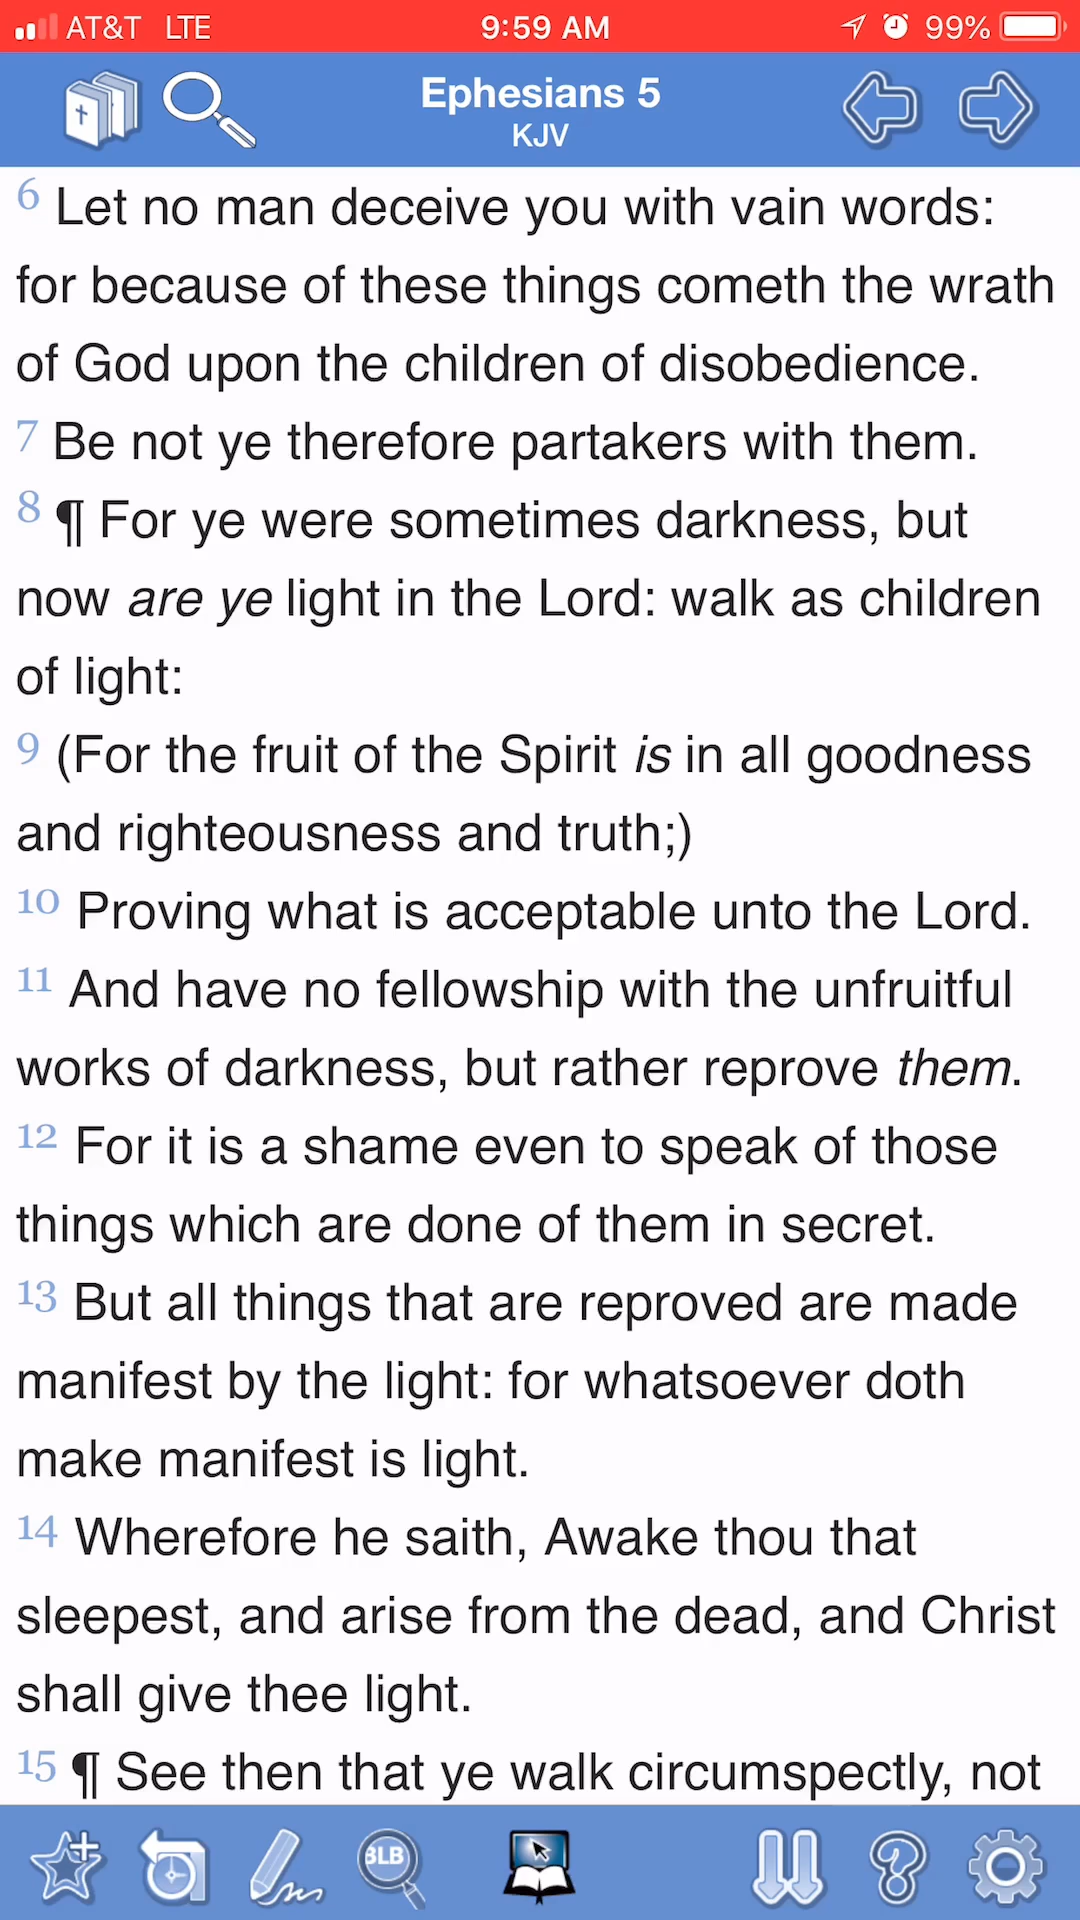 AT&T LTE 9:59 AM 99%
Ephesians 5
KJV
6 Let no man deceive you with vain words:
for because of these things cometh the wrath
of God upon the children of disobedience.
7 Be not ye therefore partakers with them.
8 ¶ For ye were sometimes darkness, but
now are ye light in the Lord: walk as children
of light:
9 (For the fruit of the Spirit is in all goodness
and righteousness and truth;)
10 Proving what is acceptable unto the Lord.
11 And have no fellowship with the unfruitful
works of darkness, but rather reprove them.
12 For it is a shame even to speak of those
things which are done of them in secret.
13 But all things that are reproved are made
manifest by the light: for whatsoever doth
make manifest is light.
14 Wherefore he saith, Awake thou that
sleepest, and arise from the dead, and Christ
shall give thee light.
15 ¶ See then that ye walk circumspectly, not
BLB